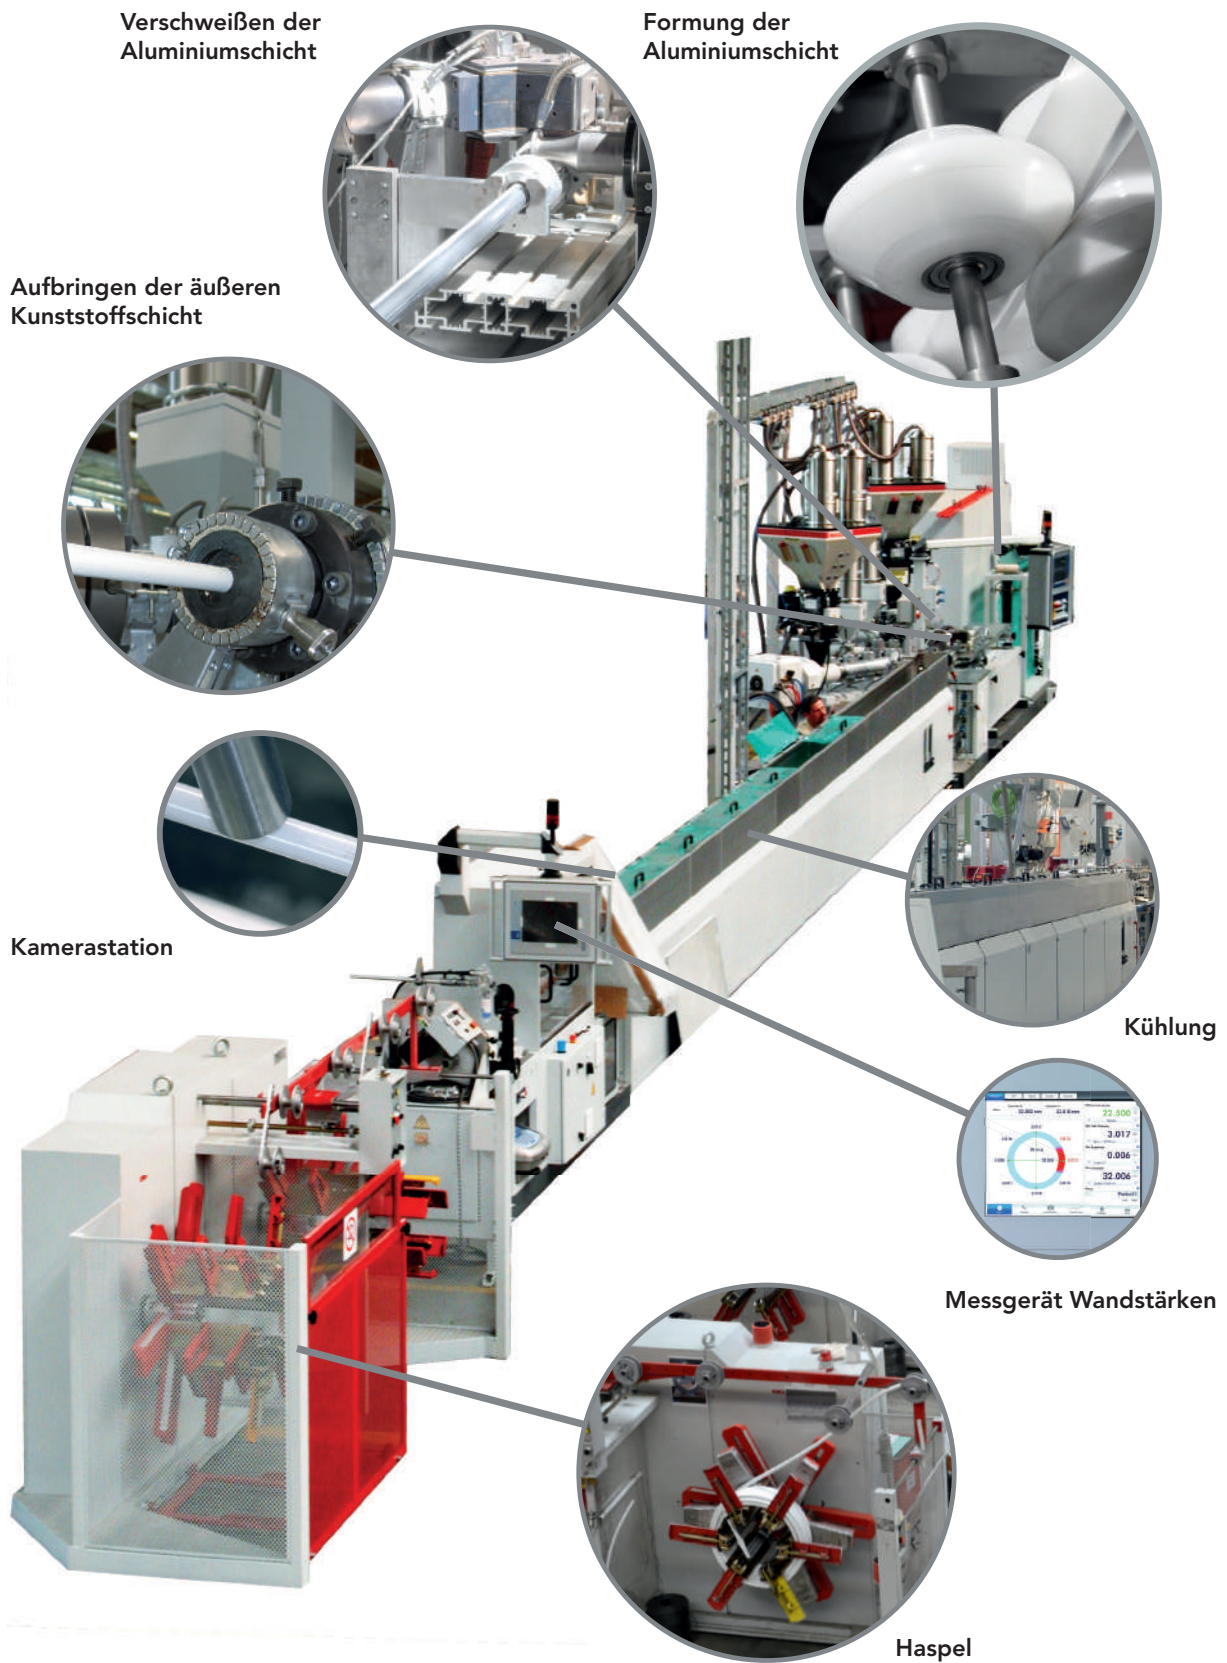 Verschweißen der
Aluminiumschicht
Formung der
Aluminiumschicht
Aufbringen der äußeren
Kunststoffschicht
Kamerastation
Kühlung
22.500
3.017
0.006
32.006
Messgerät Wandstärken
Haspel